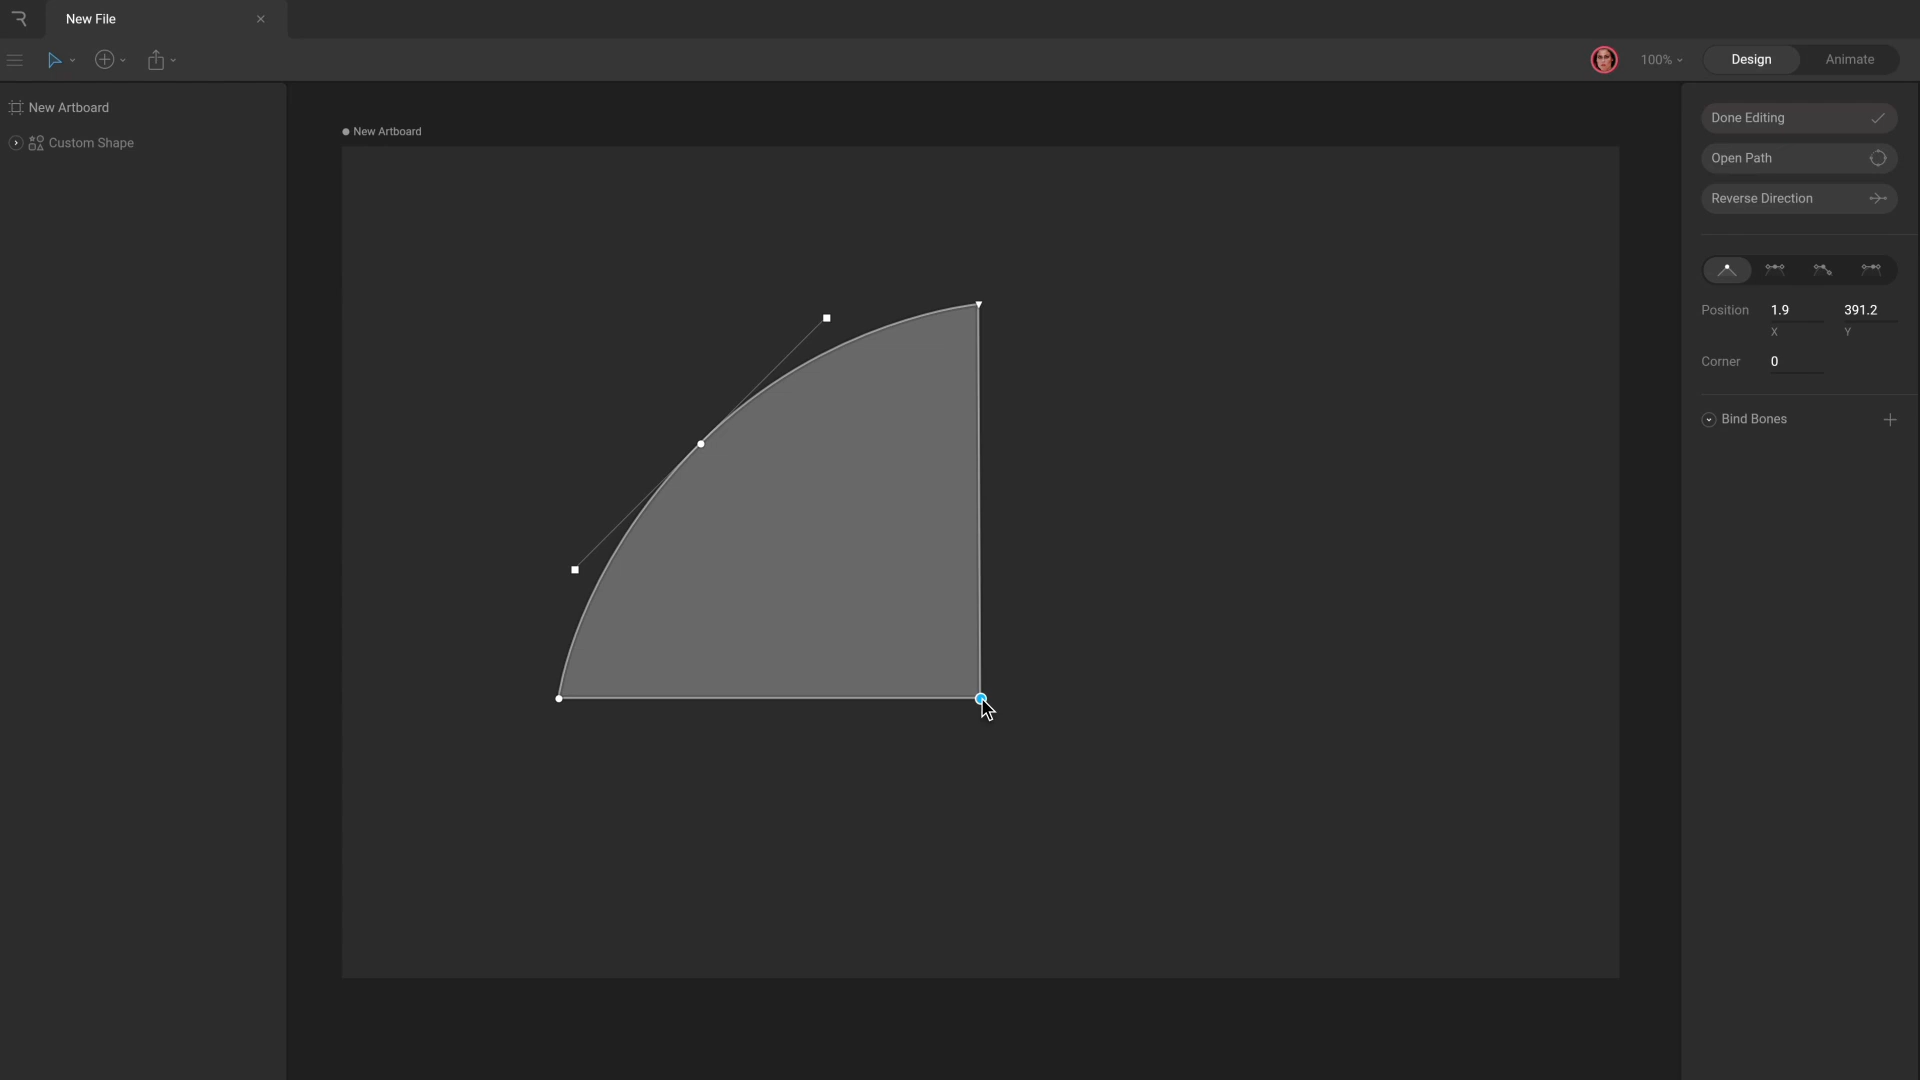 New File
100%
Design
Animate
New Artboard
Custom Shape
New Artboard
Done Editing
Open Path
Reverse Direction
Position 1.9 391.2
X Y
Corner 0
Bind Bones